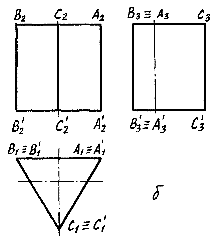 B₂ C₂ A₂ B₃≡A₃ C₃
B₂' C₂' A₂' B₃'≡A₃' C₃'
B₁≡B₁' A₁≡A₁'
C₁≡C₁' б